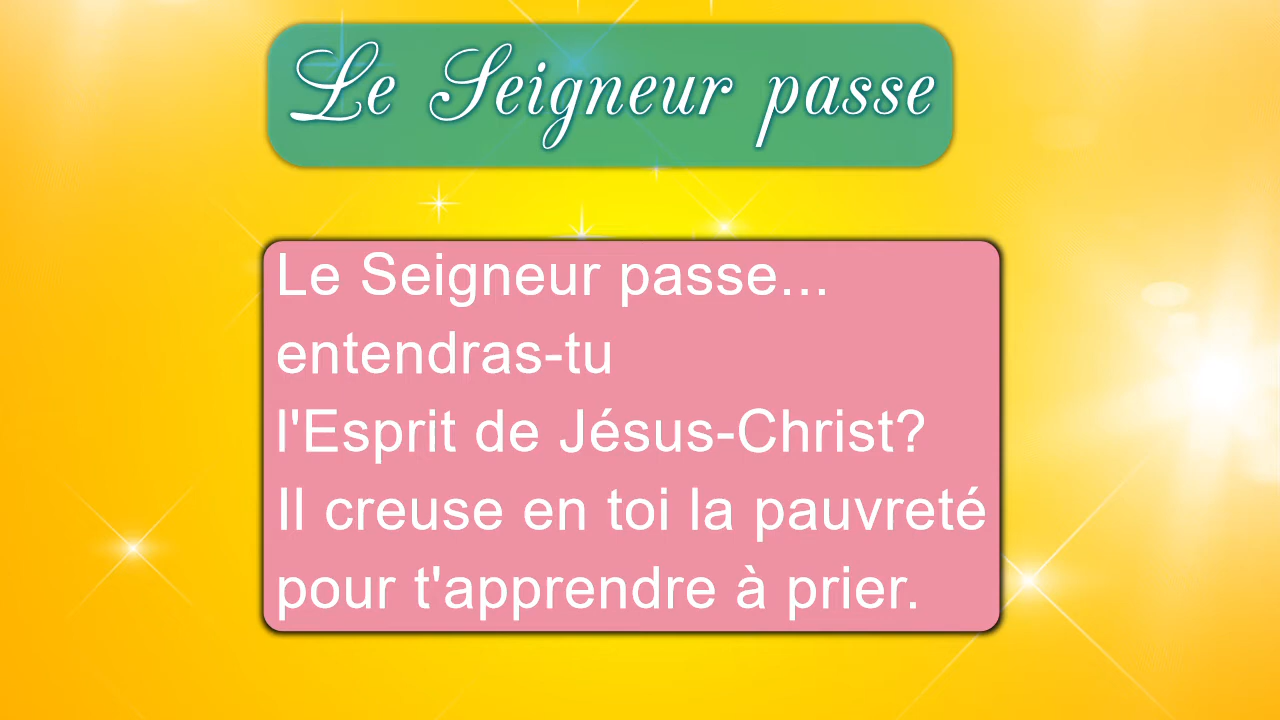 Le Seigneur passe
Le Seigneur passe...
entendras-tu
l'Esprit de Jésus-Christ?
Il creuse en toi la pauvreté
pour t'apprendre à prier.